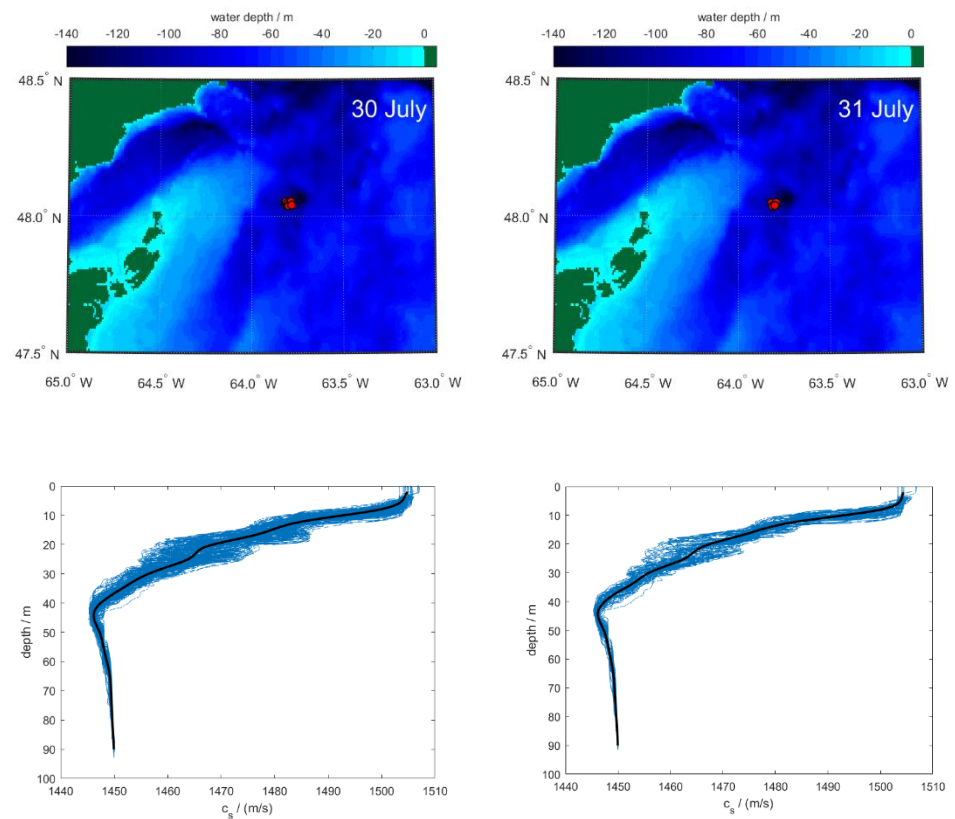 water depth / m
-140 -120 -100 -80 -60 -40 -20 0
48.5° N
30 July
48.0° N
47.5° N
65.0° W 64.5° W 64.0° W 63.5° W 63.0° W
water depth / m
-140 -120 -100 -80 -60 -40 -20 0
48.5° N
31 July
48.0° N
47.5° N
65.0° W 64.5° W 64.0° W 63.5° W 63.0° W
0
10
20
30
40
50
60
70
80
90
100
depth / m
1440 1450 1460 1470 1480 1490 1500 1510
c_s / (m/s)
0
10
20
30
40
50
60
70
80
90
100
depth / m
1440 1450 1460 1470 1480 1490 1500 1510
c_s / (m/s)